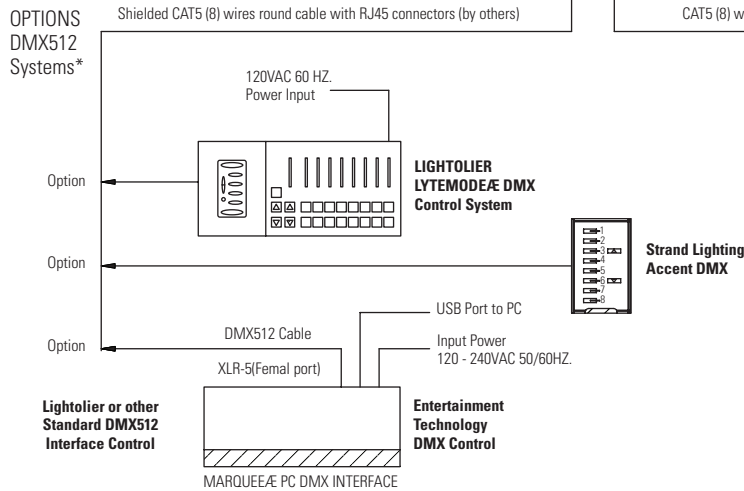 OPTIONS
DMX512
Systems*
Shielded CAT5 (8) wires round cable with RJ45 connectors (by others)
CAT5 (8) w
120VAC 60 HZ.
Power Input
Option
LIGHTOLIER
LYTEMODEÆ DMX
Control System
Option
1
2
3
4
5
6
7
8
Strand Lighting
Accent DMX
USB Port to PC
Option
DMX512 Cable
Input Power
120 - 240VAC 50/60HZ.
XLR-5(Femal port)
Lightolier or other
Standard DMX512
Interface Control
Entertainment
Technology
DMX Control
MARQUEEÆ PC DMX INTERFACE